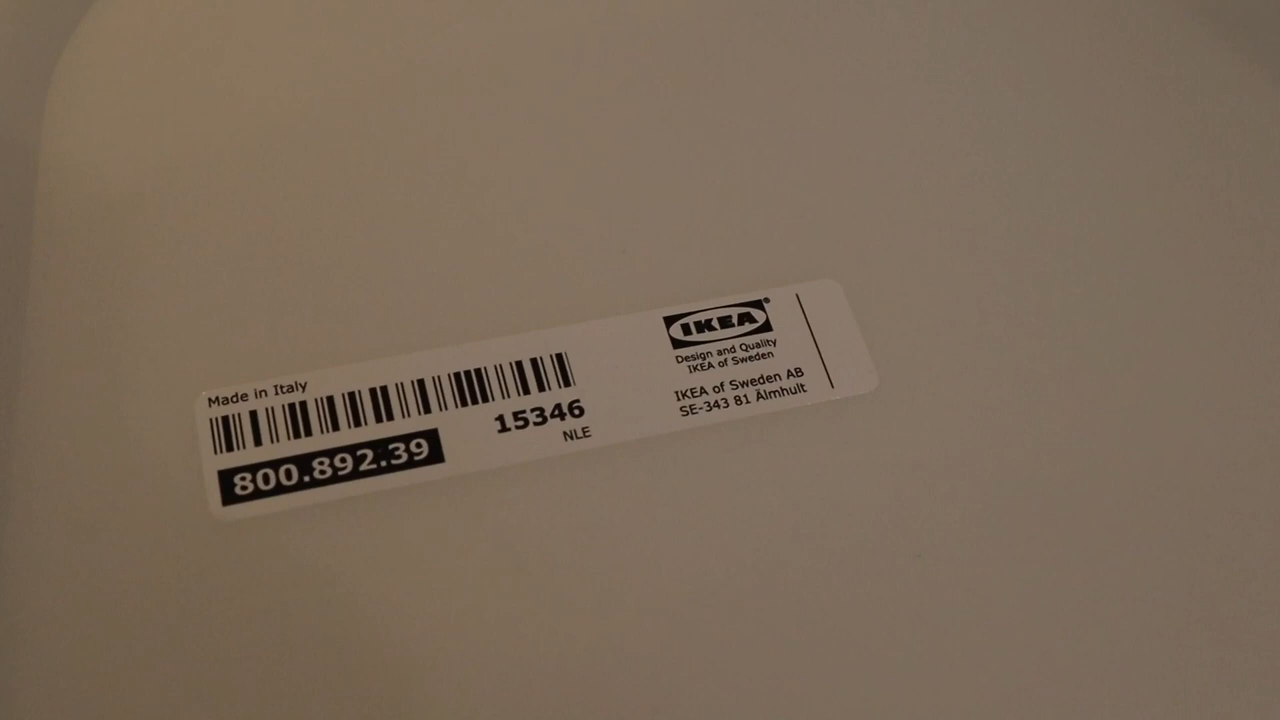 Made in Italy
800.892.39
15346
NLE
IKEA®
Design and Quality
IKEA of Sweden
IKEA of Sweden AB
SE-343 81 Älmhult